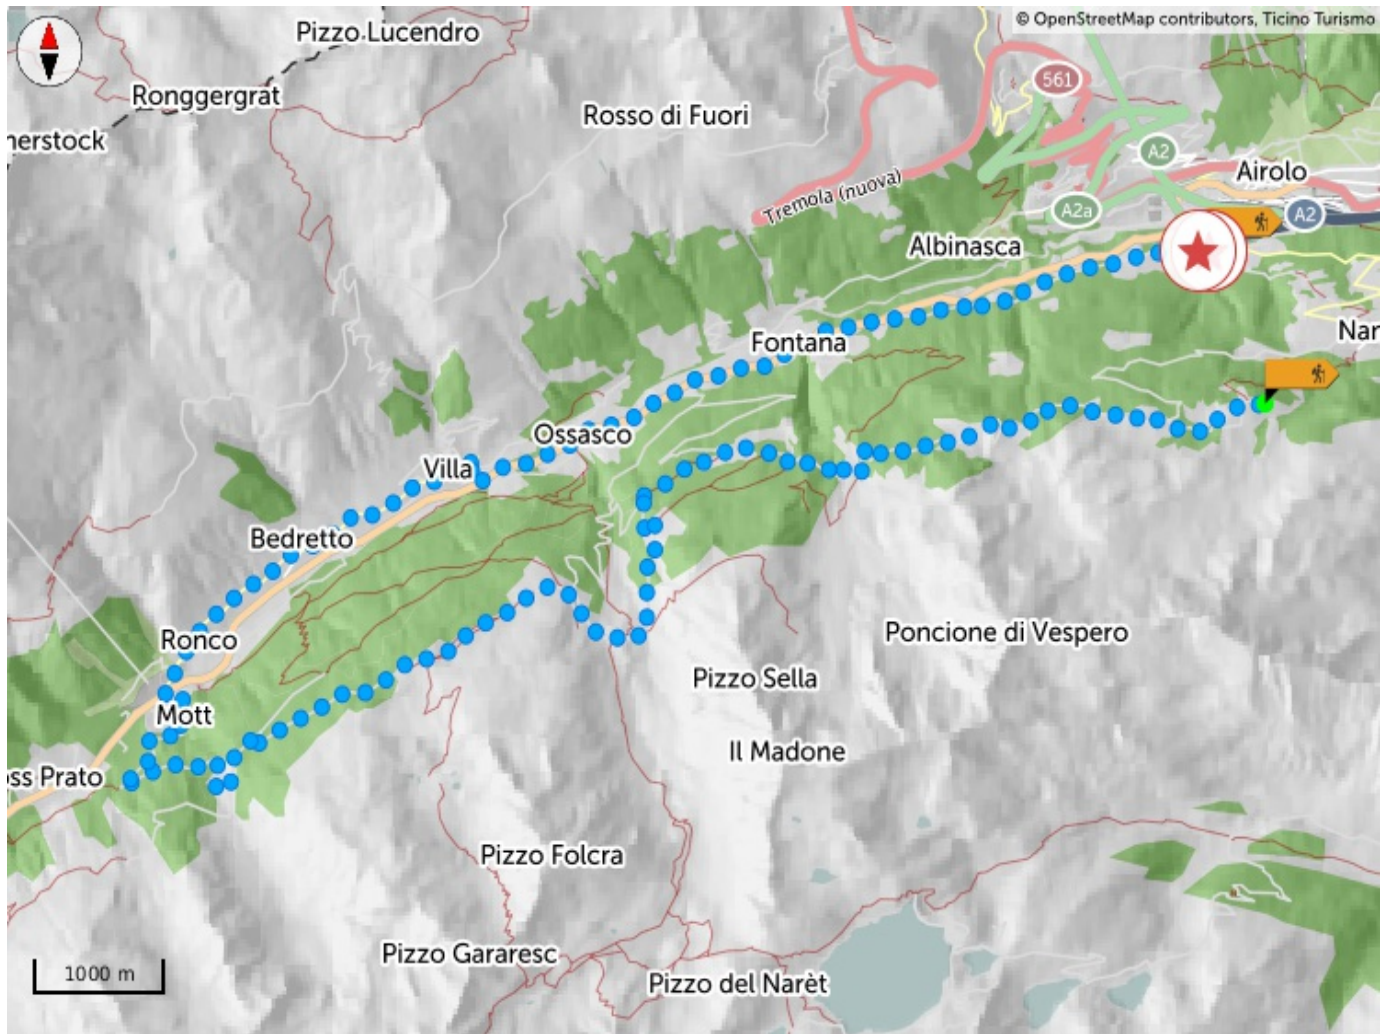 © OpenStreetMap contributors, Ticino Turismo
Pizzo Lucendro
561
Ronggergrat
Rosso di Fuori
nerstock
A2
Airolo
Tremola (nuova)
A2a
A2
Albinasca
Nar
Fontana
Ossasco
Villa
Bedretto
Ronco
Poncione di Vespero
Pizzo Sella
Mott
Il Madone
oss Prato
Pizzo Folcra
Pizzo Gararesc
1000 m
Pizzo del Narèt